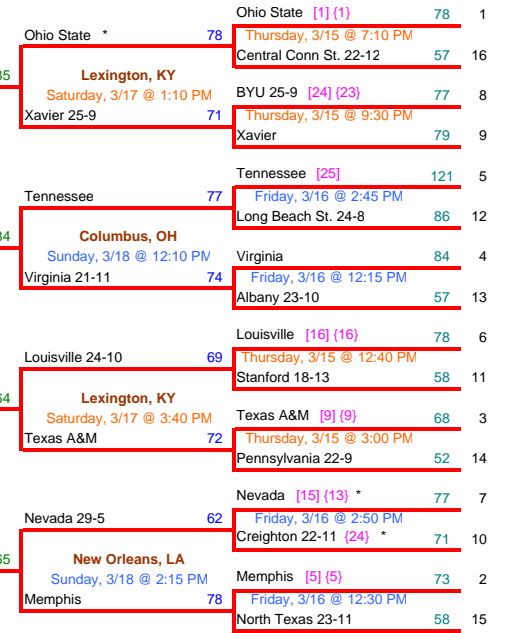 Ohio State [1] {1} 78 1
Ohio State * 78 Thursday, 3/15 @ 7:10 PM
Central Conn St. 22-12 57 16
Lexington, KY
BYU 25-9 [24] {23} 77 8
Saturday, 3/17 @ 1:10 PM
Xavier 25-9 71 Thursday, 3/15 @ 9:30 PM
Xavier 79 9
Tennessee [25] 121 5
Tennessee 77 Friday, 3/16 @ 2:45 PM
Long Beach St. 24-8 86 12
Columbus, OH
Sunday, 3/18 @ 12:10 PM Virginia 84 4
Virginia 21-11 74 Friday, 3/16 @ 12:15 PM
Albany 23-10 57 13
Louisville [16] {16} 78 6
Louisville 24-10 69 Thursday, 3/15 @ 12:40 PM
Stanford 18-13 58 11
Lexington, KY
Saturday, 3/17 @ 3:40 PM Texas A&M [9] {9} 68 3
Texas A&M 72 Thursday, 3/15 @ 3:00 PM
Pennsylvania 22-9 52 14
Nevada [15] {13} * 77 7
Nevada 29-5 62 Friday, 3/16 @ 2:50 PM
Creighton 22-11 {24} * 71 10
New Orleans, LA
Sunday, 3/18 @ 2:15 PM Memphis [5] {5} 73 2
Memphis 78 Friday, 3/16 @ 12:30 PM
North Texas 23-11 58 15